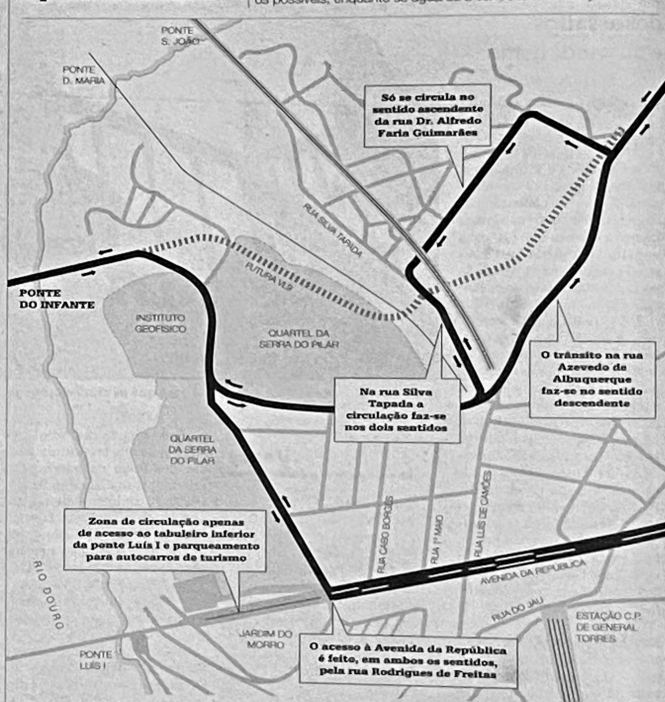 PONTE
S. JOÃO
PONTE
D. MARIA
Só se circula no
sentido ascendente
da rua Dr. Alfredo
Faria Guimarães
RUA SILVA TAPADA
PONTE
DO INFANTE
FUTURA VL9
INSTITUTO
GEOFÍSICO
QUARTEL DA
SERRA DO PILAR
O trânsito na rua
Azevedo de
Albuquerque
faz-se no sentido
descendente
Na rua Silva
Tapada a
circulação faz-se
nos dois sentidos
QUARTEL
DA SERRA
DO PILAR
RUA CABO BORGES
RUA 1º MAIO
RUA LUÍS DE CAMÕES
Zona de circulação apenas
de acesso ao tabuleiro inferior
da ponte Luís I e parqueamento
para autocarros de turismo
AVENIDA DA REPÚBLICA
RIO DOURO
RUA DO JAU
ESTAÇÃO C.P.
DE GENERAL
TORRES
JARDIM DO
MORRO
PONTE
LUÍS I
O acesso à Avenida da República
é feito, em ambos os sentidos,
pela rua Rodrigues de Freitas